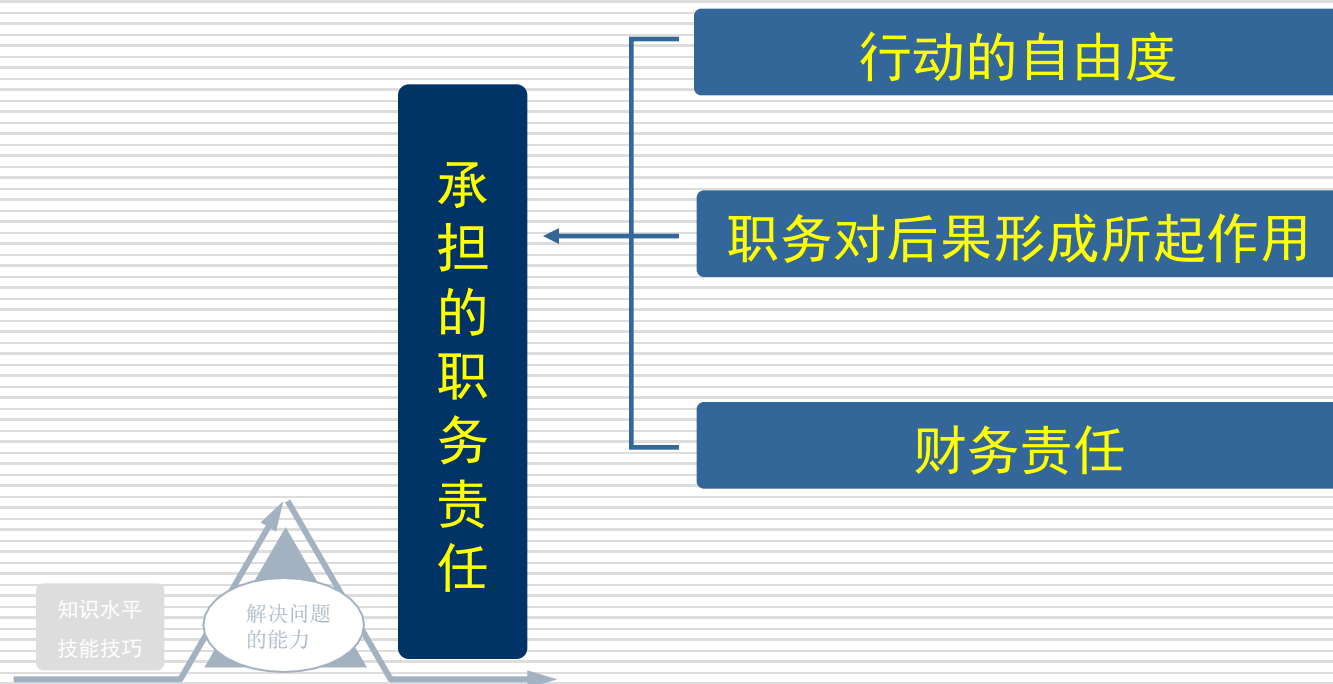 行动的自由度
承担的职务责任
职务对后果形成所起作用
财务责任
知识水平
技能技巧
解决问题
的能力